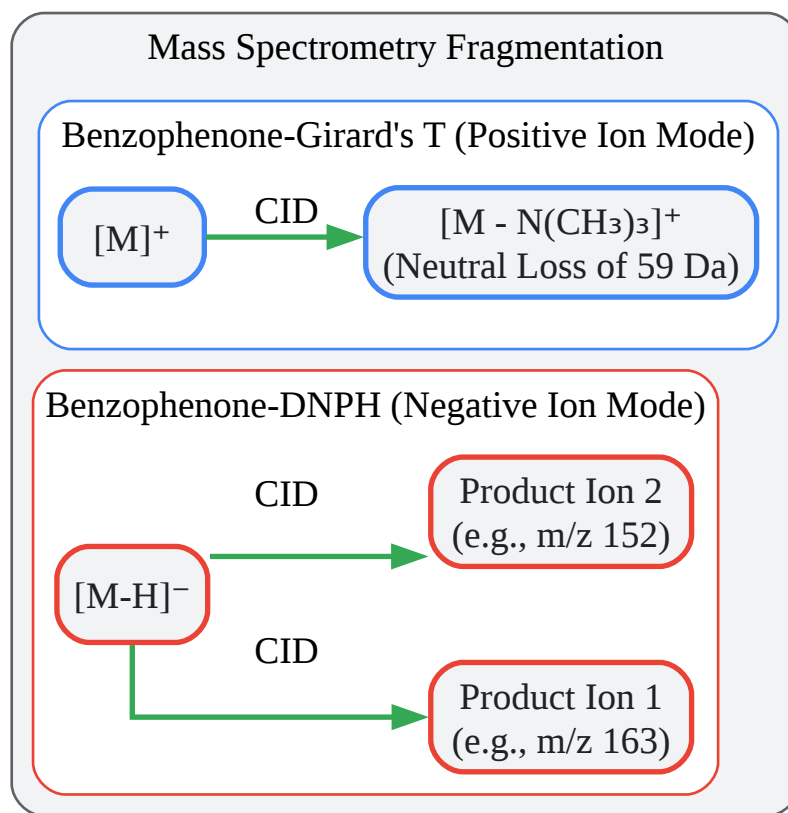 Mass Spectrometry Fragmentation
Benzophenone-Girard's T (Positive Ion Mode)
[M]⁺
CID
[M - N(CH₃)₃]⁺
(Neutral Loss of 59 Da)
Benzophenone-DNPH (Negative Ion Mode)
CID
Product Ion 2
(e.g., m/z 152)
[M-H]⁻
CID
Product Ion 1
(e.g., m/z 163)